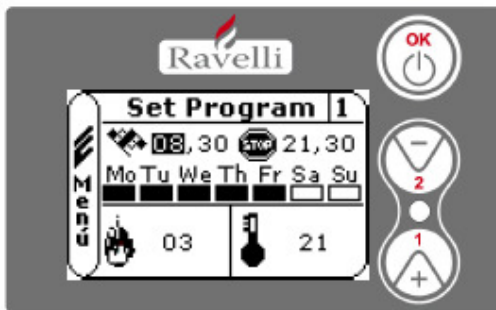 Ravelli
OK
Set Program 1
08,30 STOP 21,30
Mo Tu We Th Fr Sa Su
Menú
03 21
2
1